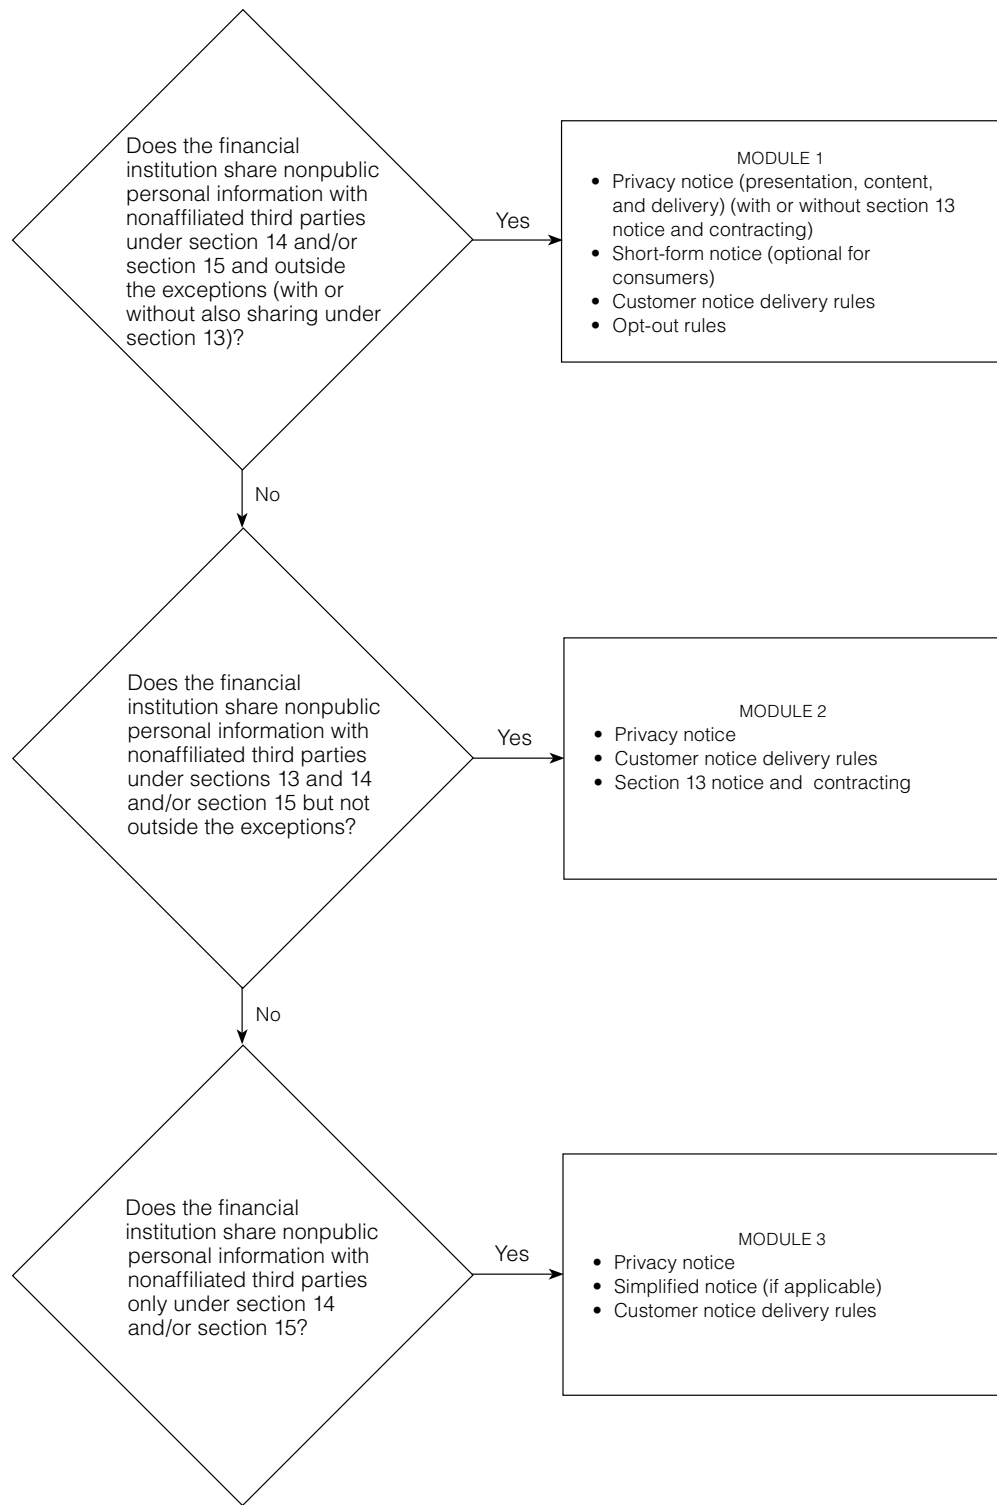 Does the financial
institution share nonpublic
personal information with
nonaffiliated third parties
under section 14 and/or
section 15 and outside
the exceptions (with or
without also sharing under
section 13)?
Yes
MODULE 1
• Privacy notice (presentation, content,
and delivery) (with or without section 13
notice and contracting)
• Short-form notice (optional for
consumers)
• Customer notice delivery rules
• Opt-out rules
No
Does the financial
institution share nonpublic
personal information with
nonaffiliated third parties
under sections 13 and 14
and/or section 15 but not
outside the exceptions?
Yes
MODULE 2
• Privacy notice
• Customer notice delivery rules
• Section 13 notice and contracting
No
Does the financial
institution share nonpublic
personal information with
nonaffiliated third parties
only under section 14
and/or section 15?
Yes
MODULE 3
• Privacy notice
• Simplified notice (if applicable)
• Customer notice delivery rules